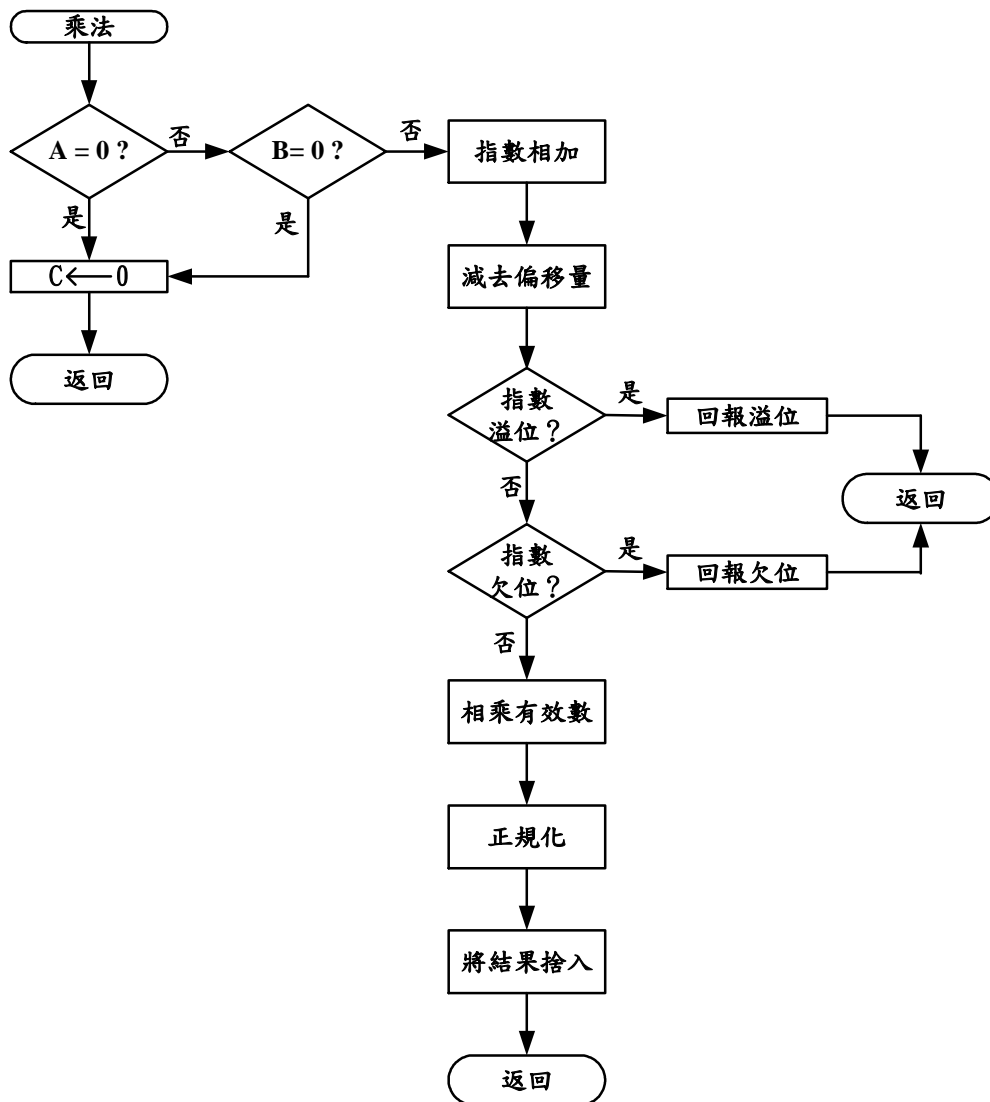 乘法
A = 0 ?
否
B= 0 ?
否
指數相加
是
是
C←0
減去偏移量
返回
指數
溢位？
是
回報溢位
否
返回
指數
欠位？
是
回報欠位
否
相乘有效數
正規化
將結果捨入
返回